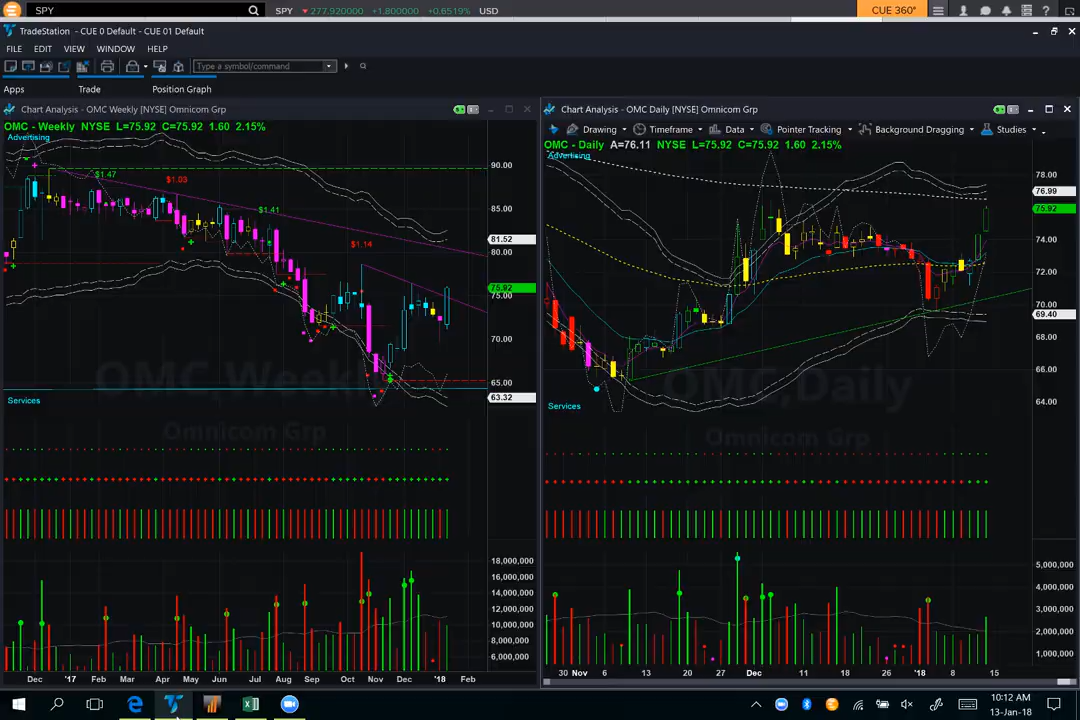 SPY
SPY 277.920000 +1.800000 +0.6519% USD
CUE 360°
TradeStation - CUE 0 Default - CUE 01 Default
FILE EDIT VIEW WINDOW HELP
Type a symbol/command
Apps Trade Position Graph
Chart Analysis - OMC Weekly [NYSE] Omnicom Grp
OMC - Weekly NYSE L=75.92 C=75.92 1.60 2.15%
Advertising
$1.47
$1.03
$1.41
$1.14
90.00
85.00
81.52
80.00
75.92
75.00
70.00
65.00
63.32
Services
OMC,Weekly
Omnicom Grp
18,000,000
16,000,000
14,000,000
12,000,000
10,000,000
8,000,000
6,000,000
Dec '17 Feb Mar Apr May Jun Jul Aug Sep Oct Nov Dec '18 Feb
Chart Analysis - OMC Daily [NYSE] Omnicom Grp
Drawing Timeframe Data Pointer Tracking Background Dragging Studies
OMC - Daily A=76.11 NYSE L=75.92 C=75.92 1.60 2.15%
Advertising
78.00
76.99
75.92
74.00
72.00
70.00
69.40
68.00
66.00
64.00
Services
OMC,Daily
Omnicom Grp
5,000,000
4,000,000
3,000,000
2,000,000
1,000,000
30 Nov 6 13 20 27 Dec 11 18 26 '18 8 15
10:12 AM
13-Jan-18